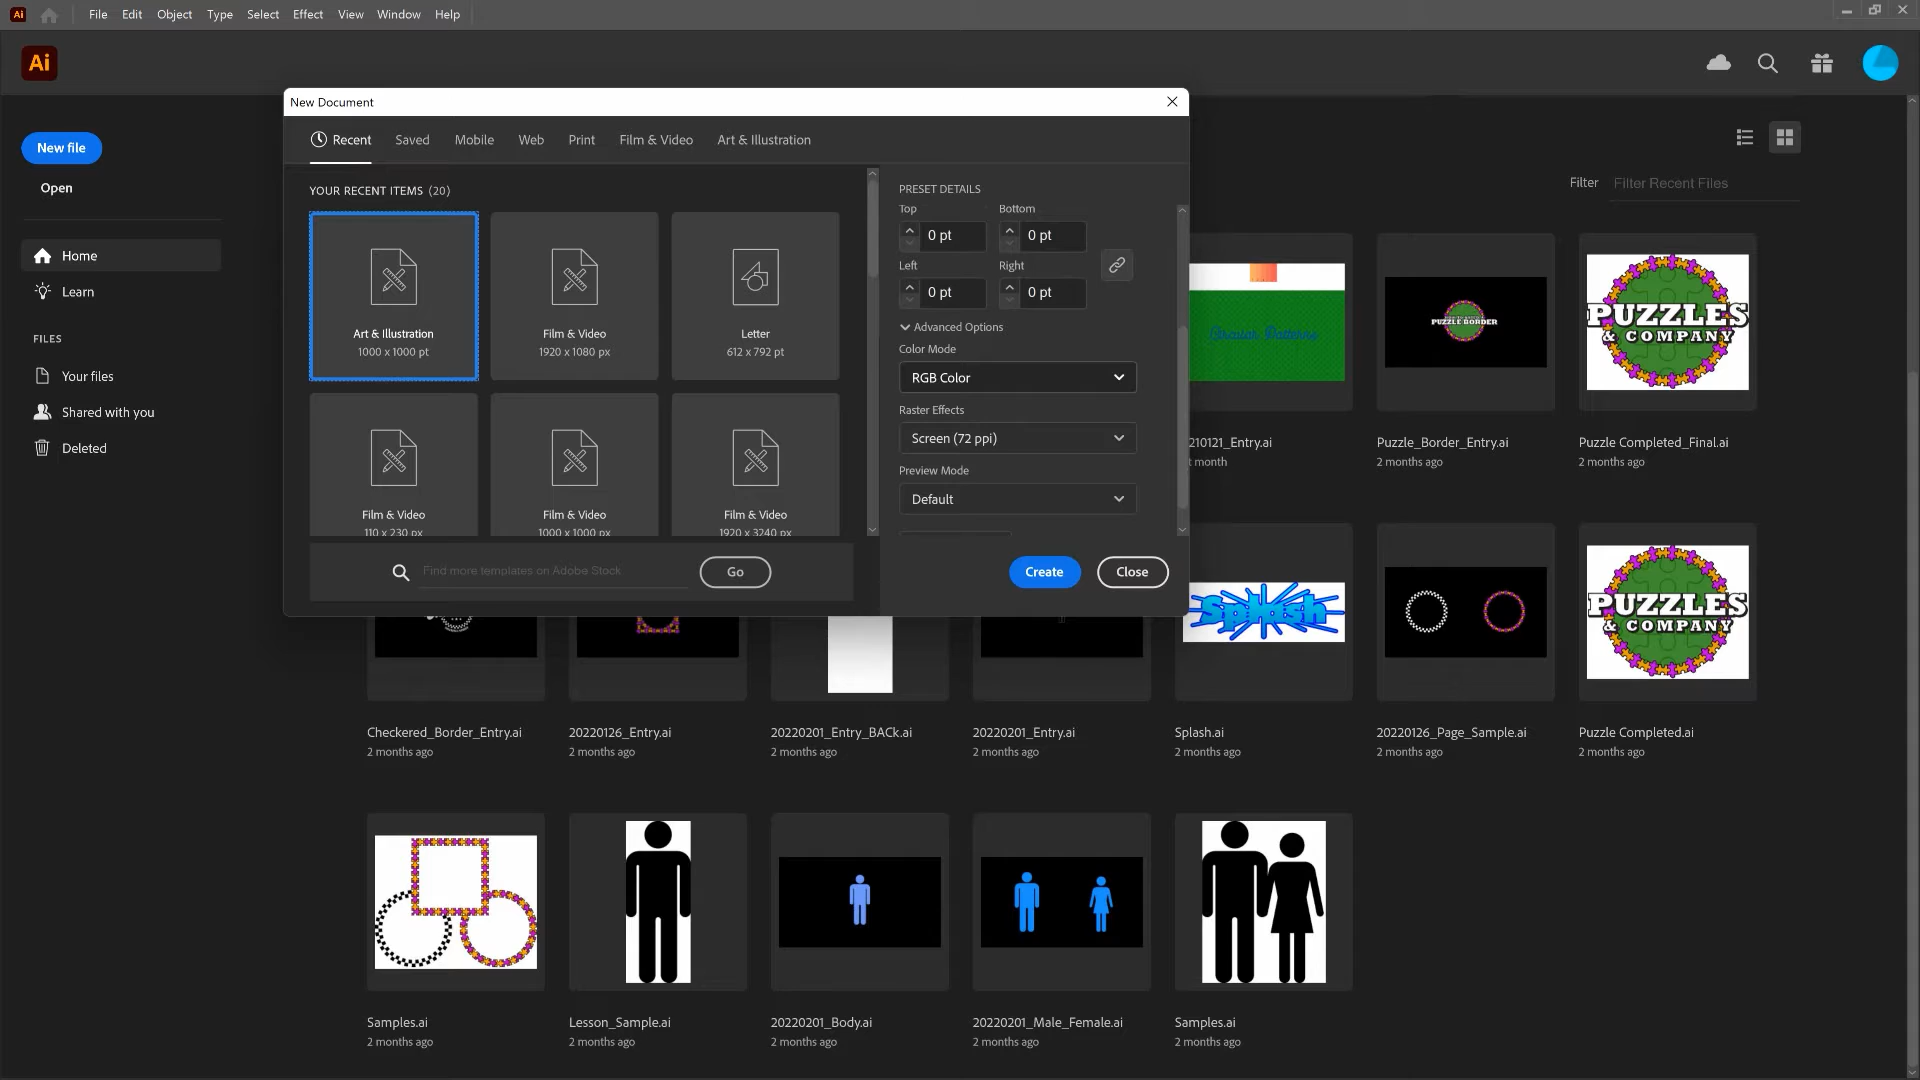 Ai
File Edit Object Type Select Effect View Window Help
Ai
New Document
New file
Open
Home
Learn
FILES
Your files
Shared with you
Deleted
Recent Saved Mobile Web Print Film & Video Art & Illustration
YOUR RECENT ITEMS (20)
Art & Illustration
1000 x 1000 pt
Film & Video
1920 x 1080 px
Letter
612 x 792 pt
Film & Video
110 x 230 px
Film & Video
1000 x 1000 px
Film & Video
1920 x 3240 px
Find more templates on Adobe Stock
Go
PRESET DETAILS
Top Bottom
0 pt 0 pt
Left Right
0 pt 0 pt
Advanced Options
Color Mode
RGB Color
Raster Effects
Screen (72 ppi)
Preview Mode
Default
Create Close
Filter Filter Recent Files
PUZZLE BORDER
PUZZLES
& COMPANY
210121_Entry.ai
t month
Puzzle_Border_Entry.ai
2 months ago
Puzzle Completed_Final.ai
2 months ago
Splash
PUZZLES
& COMPANY
Checkered_Border_Entry.ai
2 months ago
20220126_Entry.ai
2 months ago
20220201_Entry_BACk.ai
2 months ago
20220201_Entry.ai
2 months ago
Splash.ai
2 months ago
20220126_Page_Sample.ai
2 months ago
Puzzle Completed.ai
2 months ago
Samples.ai
2 months ago
Lesson_Sample.ai
2 months ago
20220201_Body.ai
2 months ago
20220201_Male_Female.ai
2 months ago
Samples.ai
2 months ago